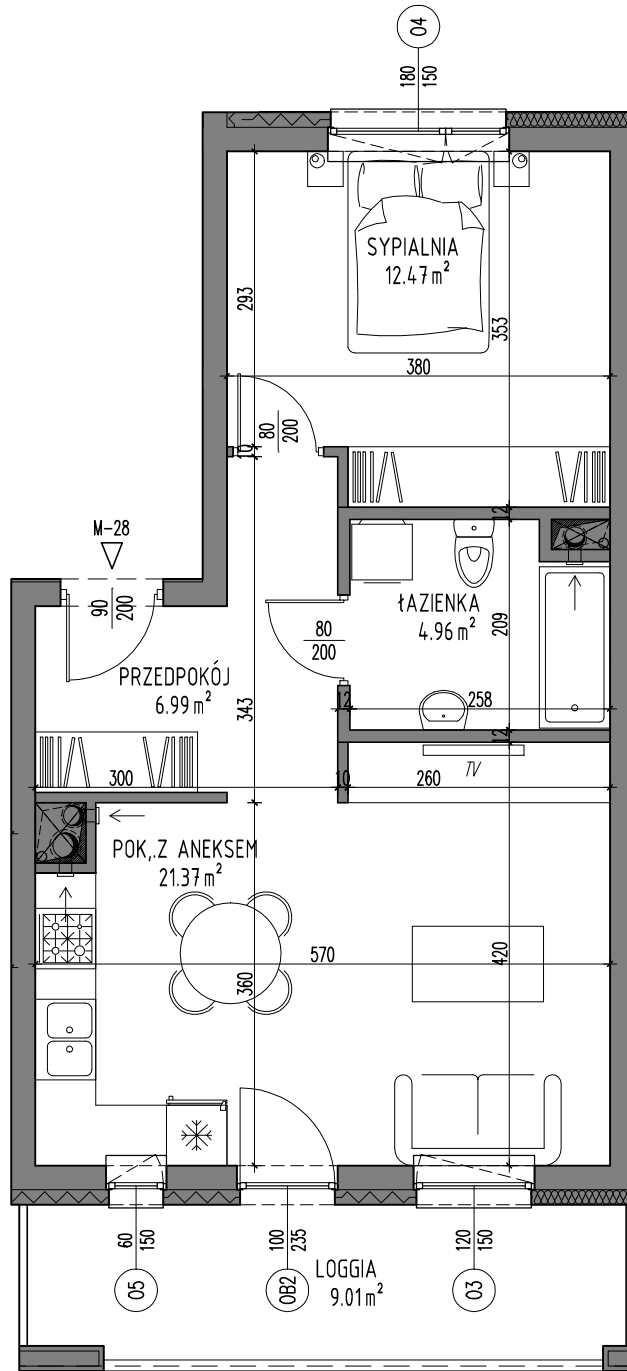 04
180
150
SYPIALNIA
12.47 m²
293
353
380
80
200
10
M-28
90
200
12
ŁAZIENKA
4.96 m²
209
80
200
PRZEDPOKÓJ
6.99 m²
343
12
258
12
TV
300
10
260
POK,.Z ANEKSEM
21.37 m²
570
360
420
60
150
100
235
120
150
LOGGIA
9.01 m²
05
OB2
03